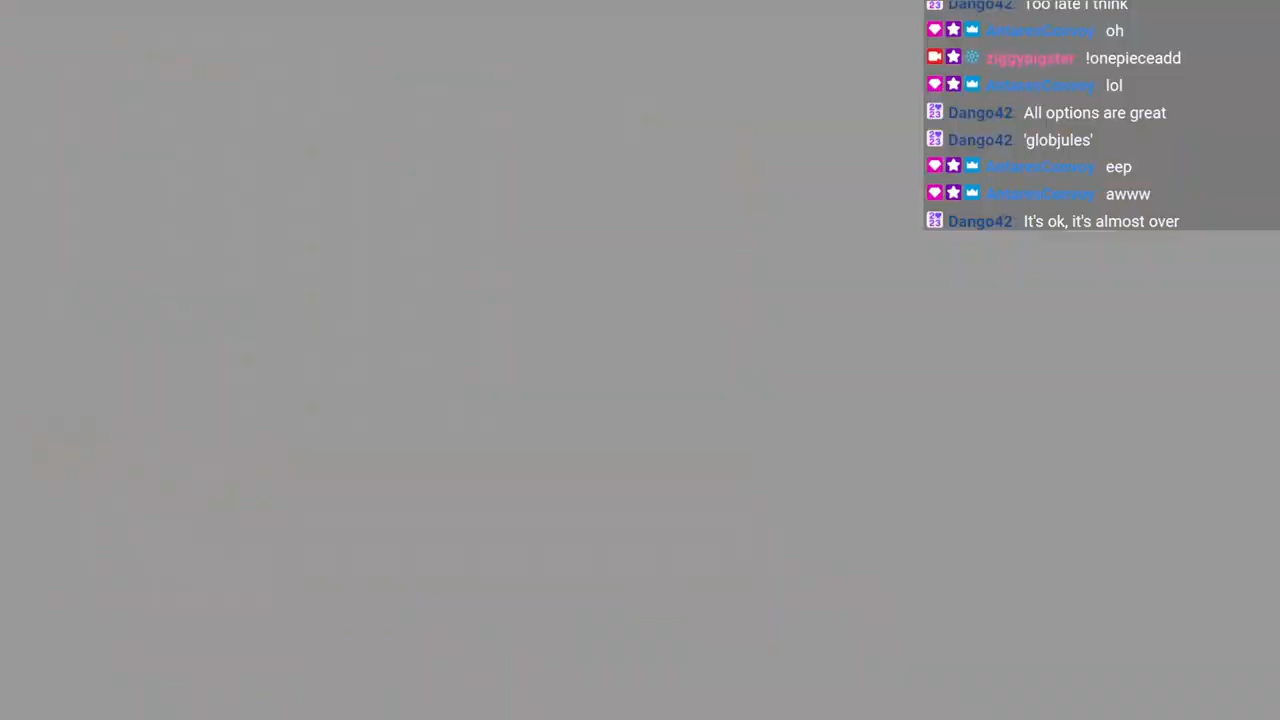 Dango42 Too late i think
oh
ziggypigster !onepieceadd
lol
Dango42 All options are great
Dango42 'globjules'
eep
awww
Dango42 It's ok, it's almost over